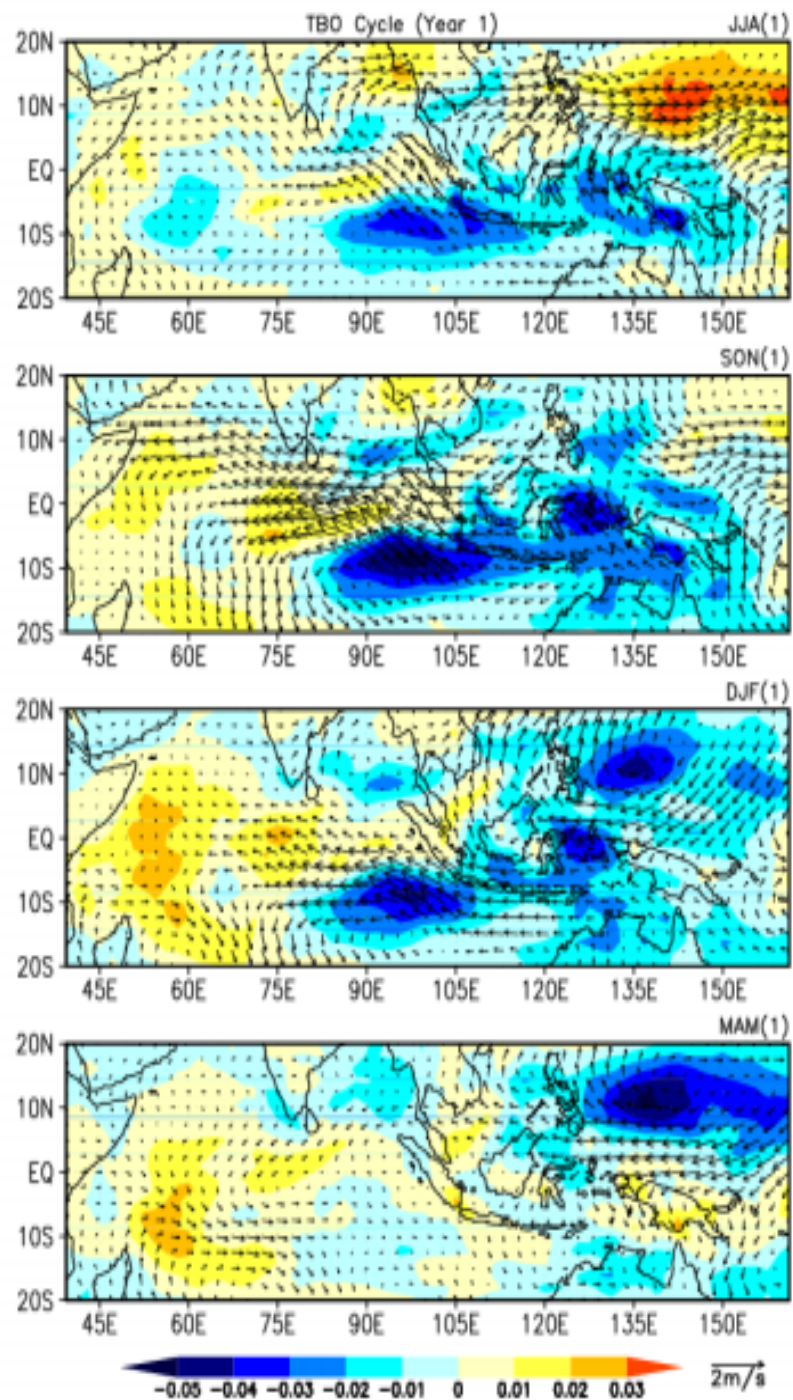 TBO Cycle (Year 1) JJA(1)
20N
10N
EQ
10S
20S
45E 60E 75E 90E 105E 120E 135E 150E
SON(1)
20N
10N
EQ
10S
20S
45E 60E 75E 90E 105E 120E 135E 150E
DJF(1)
20N
10N
EQ
10S
20S
45E 60E 75E 90E 105E 120E 135E 150E
MAM(1)
20N
10N
EQ
10S
20S
45E 60E 75E 90E 105E 120E 135E 150E
-0.05 -0.04 -0.03 -0.02 -0.01 0 0.01 0.02 0.03 2m/s